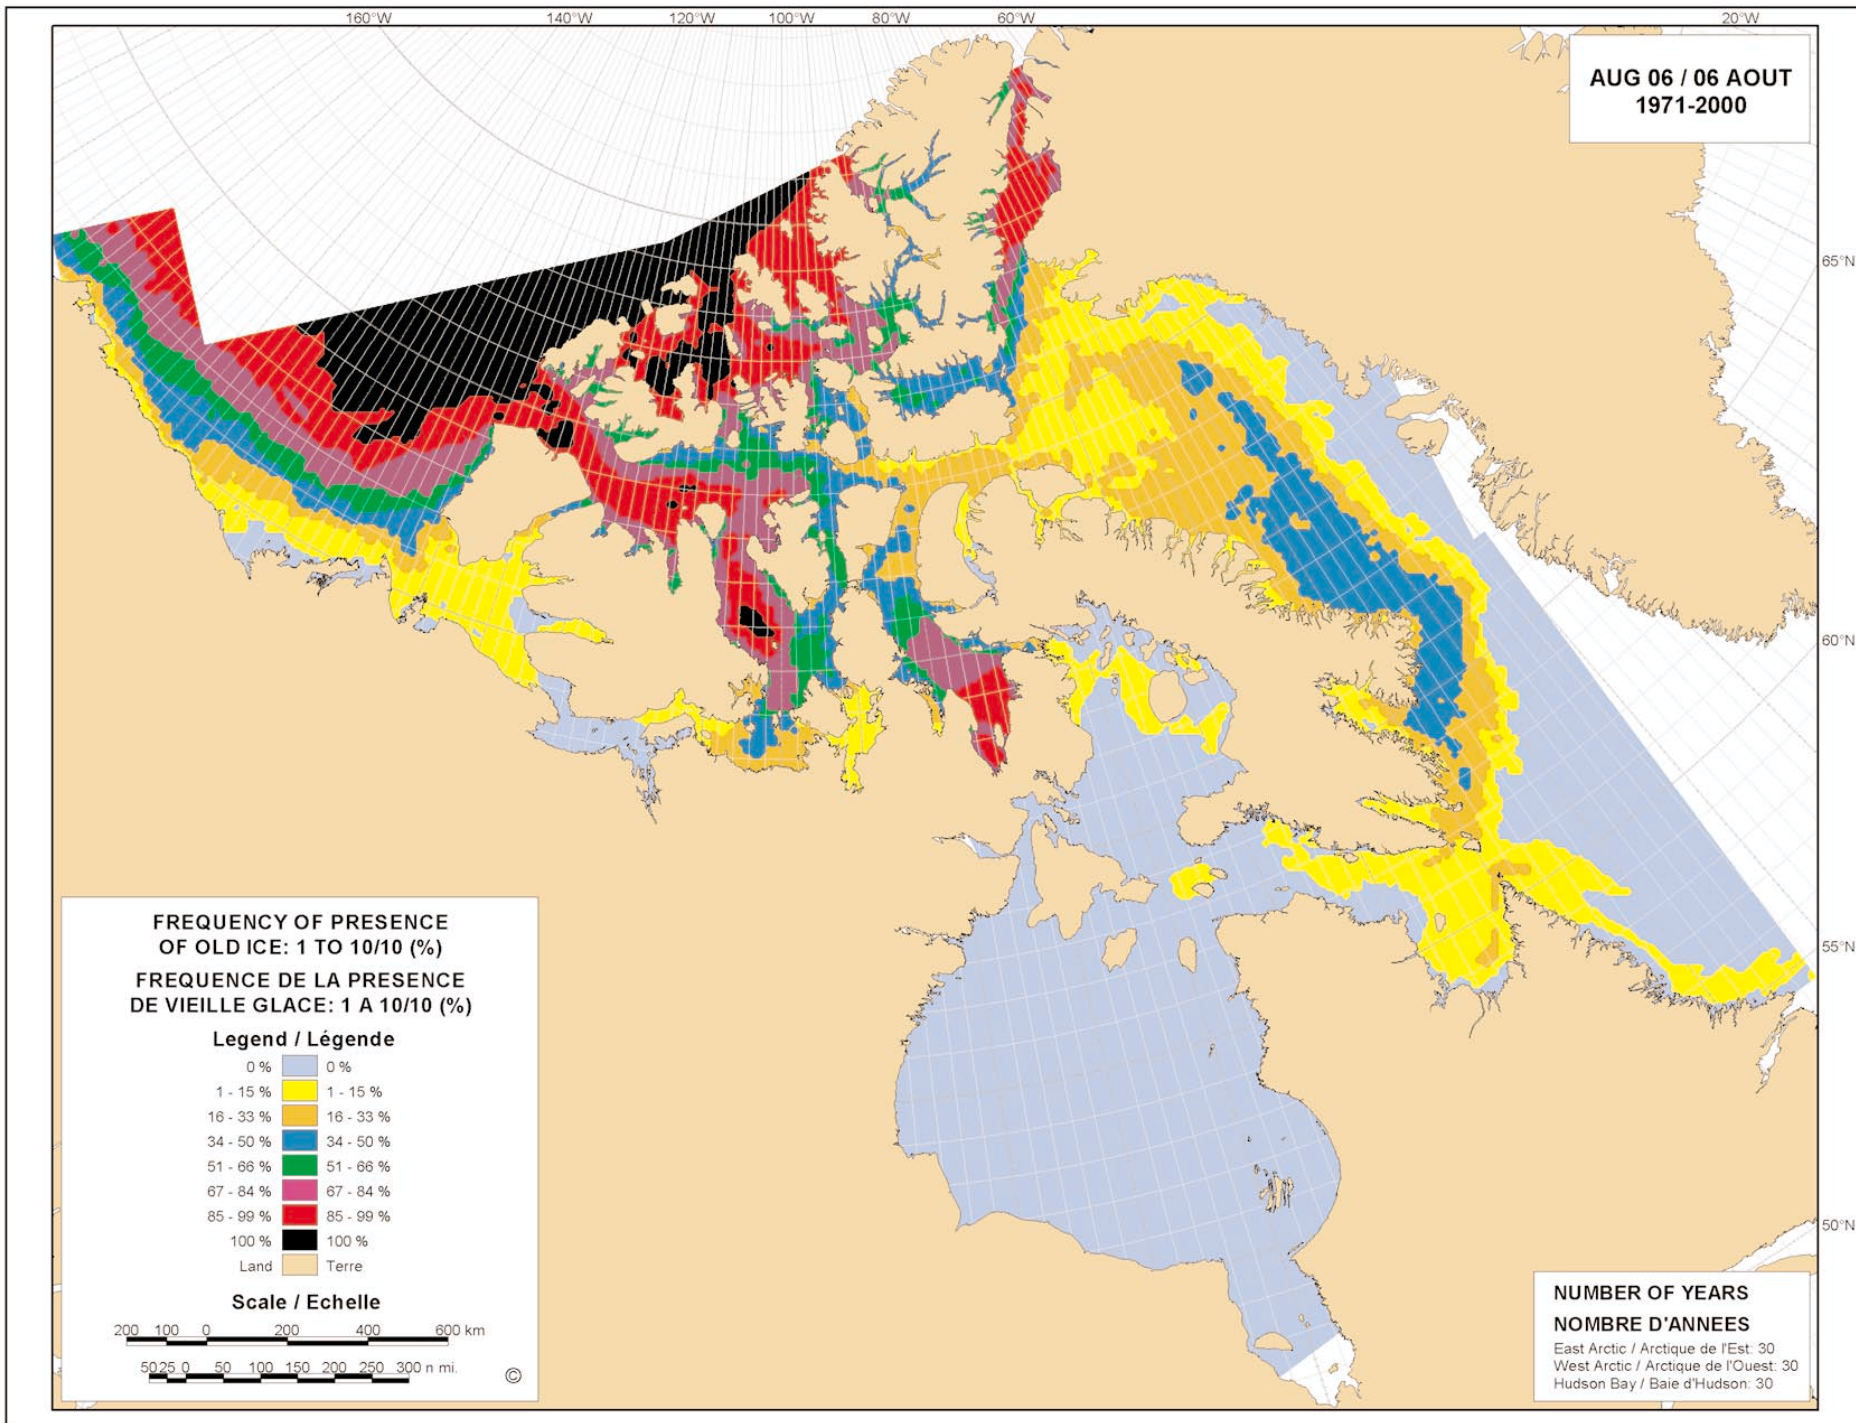 160°W 140°W 120°W 100°W 80°W 60°W 20°W
AUG 06 / 06 AOUT
1971-2000
65°N
60°N
55°N
50°N
FREQUENCY OF PRESENCE
OF OLD ICE: 1 TO 10/10 (%)
FREQUENCE DE LA PRESENCE
DE VIEILLE GLACE: 1 A 10/10 (%)
Legend / Légende
0 % 0 %
1 - 15 % 1 - 15 %
16 - 33 % 16 - 33 %
34 - 50 % 34 - 50 %
51 - 66 % 51 - 66 %
67 - 84 % 67 - 84 %
85 - 99 % 85 - 99 %
100 % 100 %
Land Terre
Scale / Echelle
200 100 0 200 400 600 km
50 25 0 50 100 150 200 250 300 n mi.
©
NUMBER OF YEARS
NOMBRE D'ANNEES
East Arctic / Arctique de l'Est: 30
West Arctic / Arctique de l'Ouest: 30
Hudson Bay / Baie d'Hudson: 30